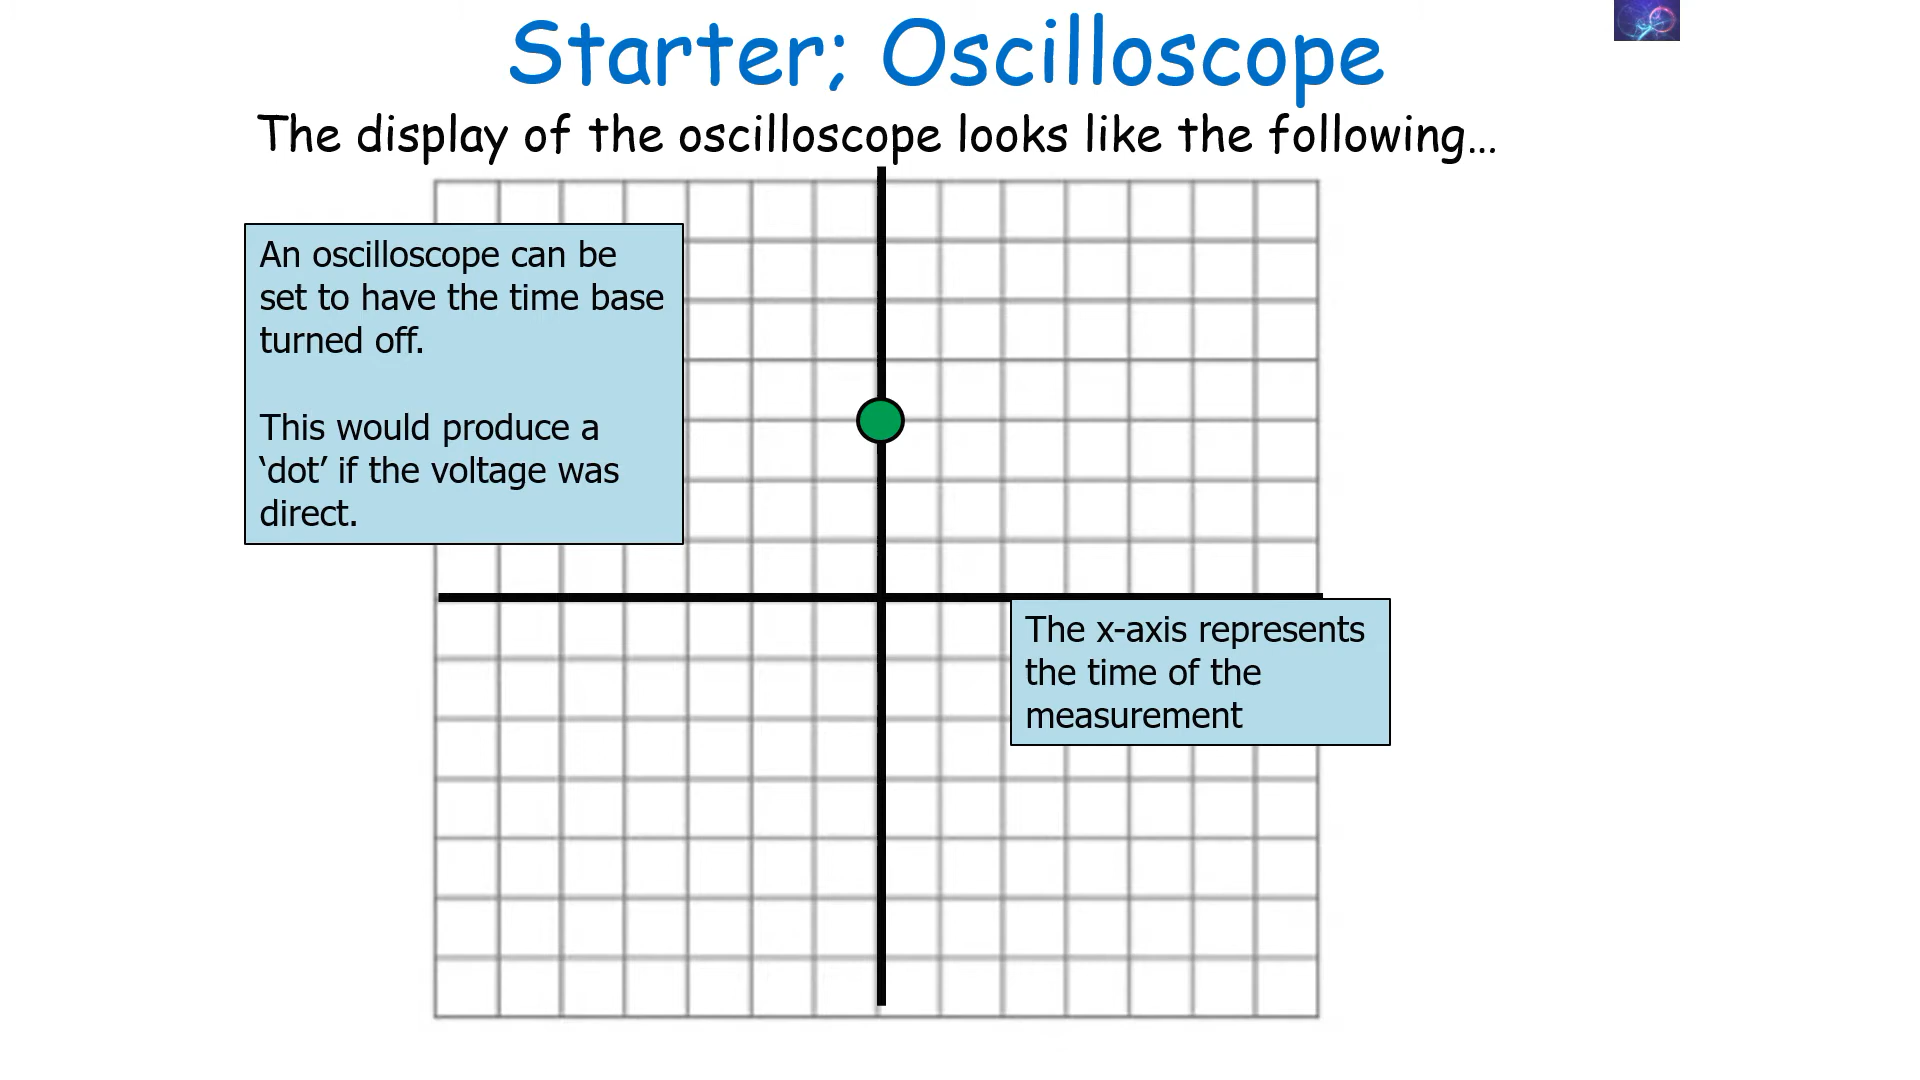 Starter; Oscilloscope
The display of the oscilloscope looks like the following…
An oscilloscope can be
set to have the time base
turned off.
This would produce a
‘dot’ if the voltage was
direct.
The x-axis represents
the time of the
measurement